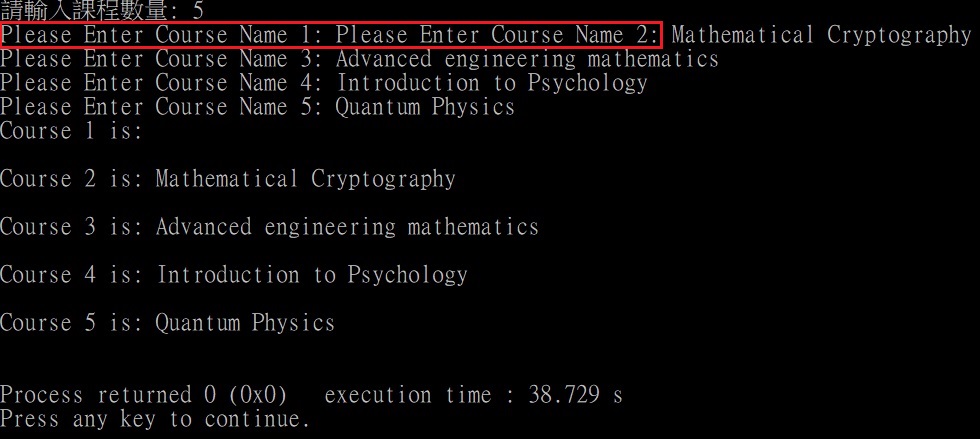 請輸入課程數量: 5
Please Enter Course Name 1: Please Enter Course Name 2: Mathematical Cryptography
Please Enter Course Name 3: Advanced engineering mathematics
Please Enter Course Name 4: Introduction to Psychology
Please Enter Course Name 5: Quantum Physics
Course 1 is:
Course 2 is: Mathematical Cryptography
Course 3 is: Advanced engineering mathematics
Course 4 is: Introduction to Psychology
Course 5 is: Quantum Physics
Process returned 0 (0x0)   execution time : 38.729 s
Press any key to continue.